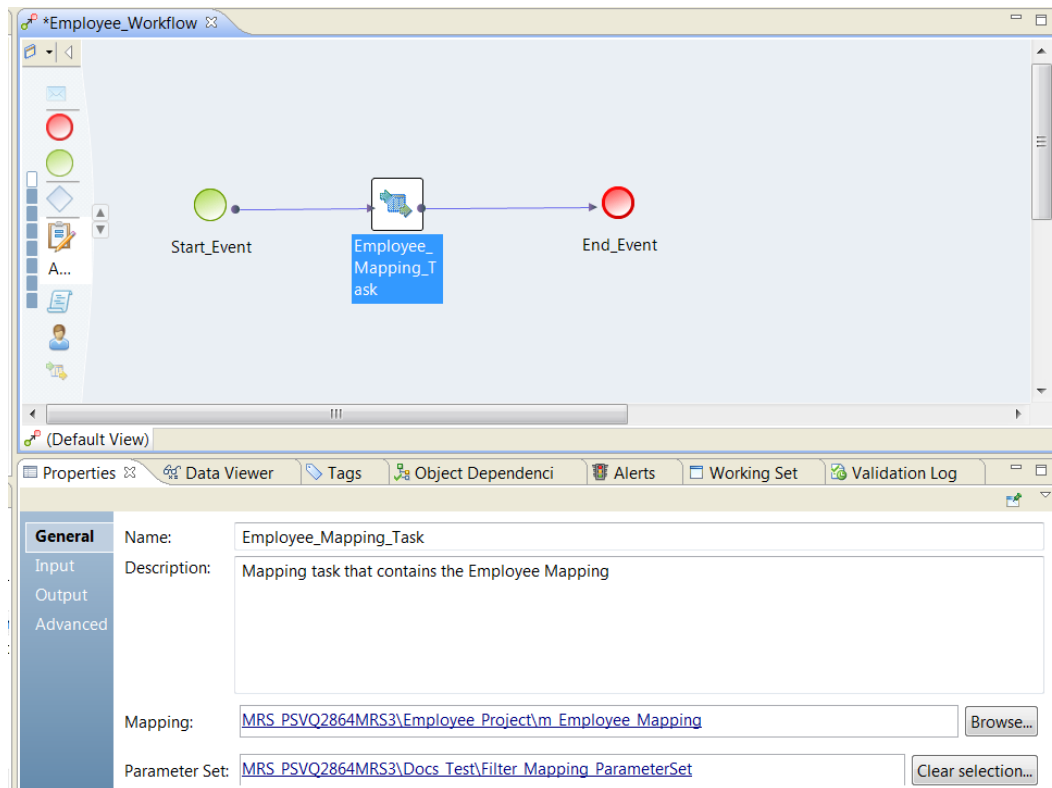 *Employee_Workflow
A...
Start_Event
Employee_
Mapping_T
ask
End_Event
(Default View)
Properties Data Viewer Tags Object Dependenci Alerts Working Set Validation Log
General
Input
Output
Advanced
Name: Employee_Mapping_Task
Description: Mapping task that contains the Employee Mapping
Mapping: MRS_PSVQ2864MRS3\Employee_Project\m_Employee_Mapping Browse...
Parameter Set: MRS_PSVQ2864MRS3\Docs_Test\Filter_Mapping_ParameterSet Clear selection...